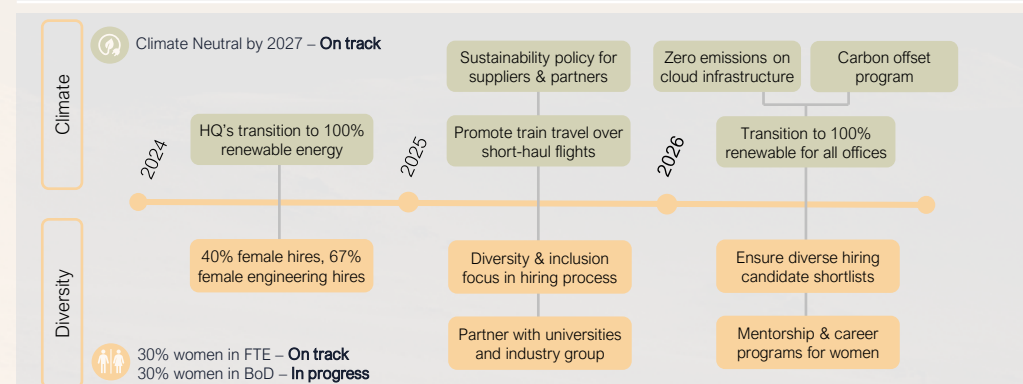 Climate
Climate Neutral by 2027 – On track
Sustainability policy for
suppliers & partners
Zero emissions on
cloud infrastructure
Carbon offset
program
HQ's transition to 100%
renewable energy
Promote train travel over
short-haul flights
Transition to 100%
renewable for all offices
2024
2025
2026
Diversity
40% female hires, 67%
female engineering hires
Diversity & inclusion
focus in hiring process
Ensure diverse hiring
candidate shortlists
Partner with universities
and industry group
Mentorship & career
programs for women
30% women in FTE – On track
30% women in BoD – In progress